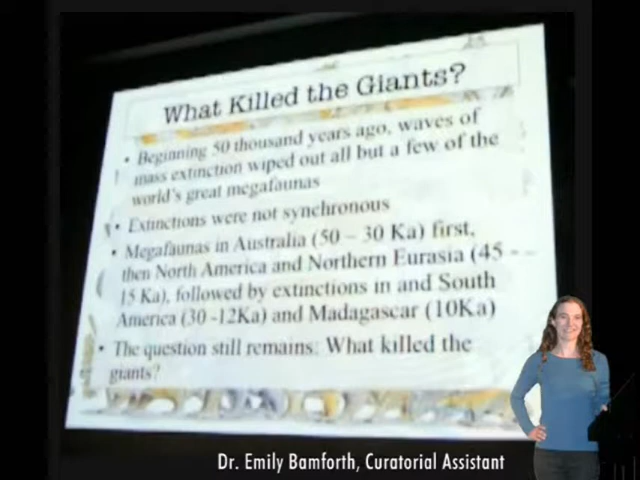 What Killed the Giants?
• Beginning 50 thousand years ago, waves of
mass extinction wiped out all but a few of the
world's great megafaunas
• Extinctions were not synchronous
• Megafaunas in Australia (50 – 30 Ka) first,
then North America and Northern Eurasia (45 -
15 Ka), followed by extinctions in and South
America (30 -12Ka) and Madagascar (10Ka)
• The question still remains: What killed the
giants?
Dr. Emily Bamforth, Curatorial Assistant